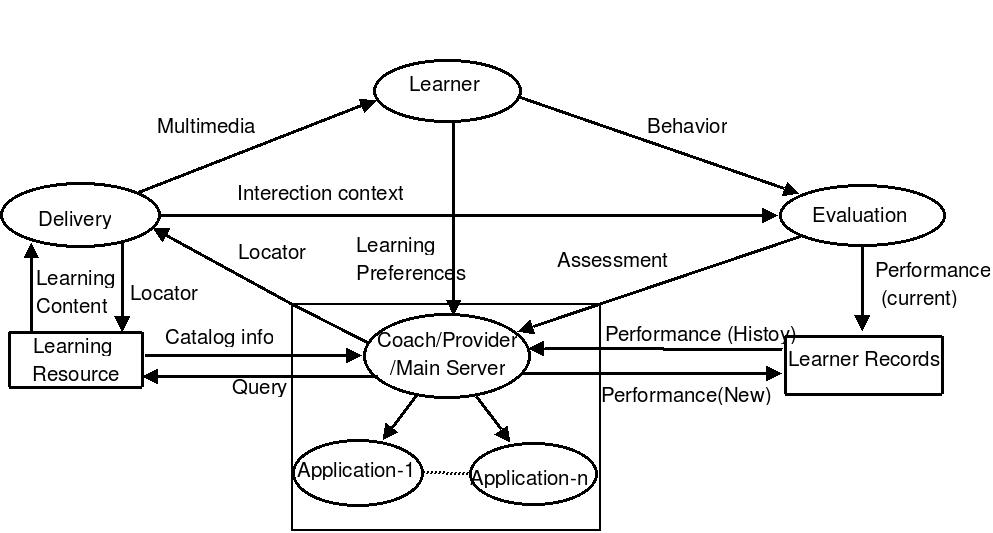 Learner
Multimedia
Behavior
Interection context
Delivery
Evaluation
Locator
Learning
Preferences
Assessment
Learning
Content
Locator
Performance
(current)
Catalog info
Learning
Resource
Coach/Provider
/Main Server
Performance (Histoy)
Learner Records
Query
Performance(New)
Application-1
Application-n